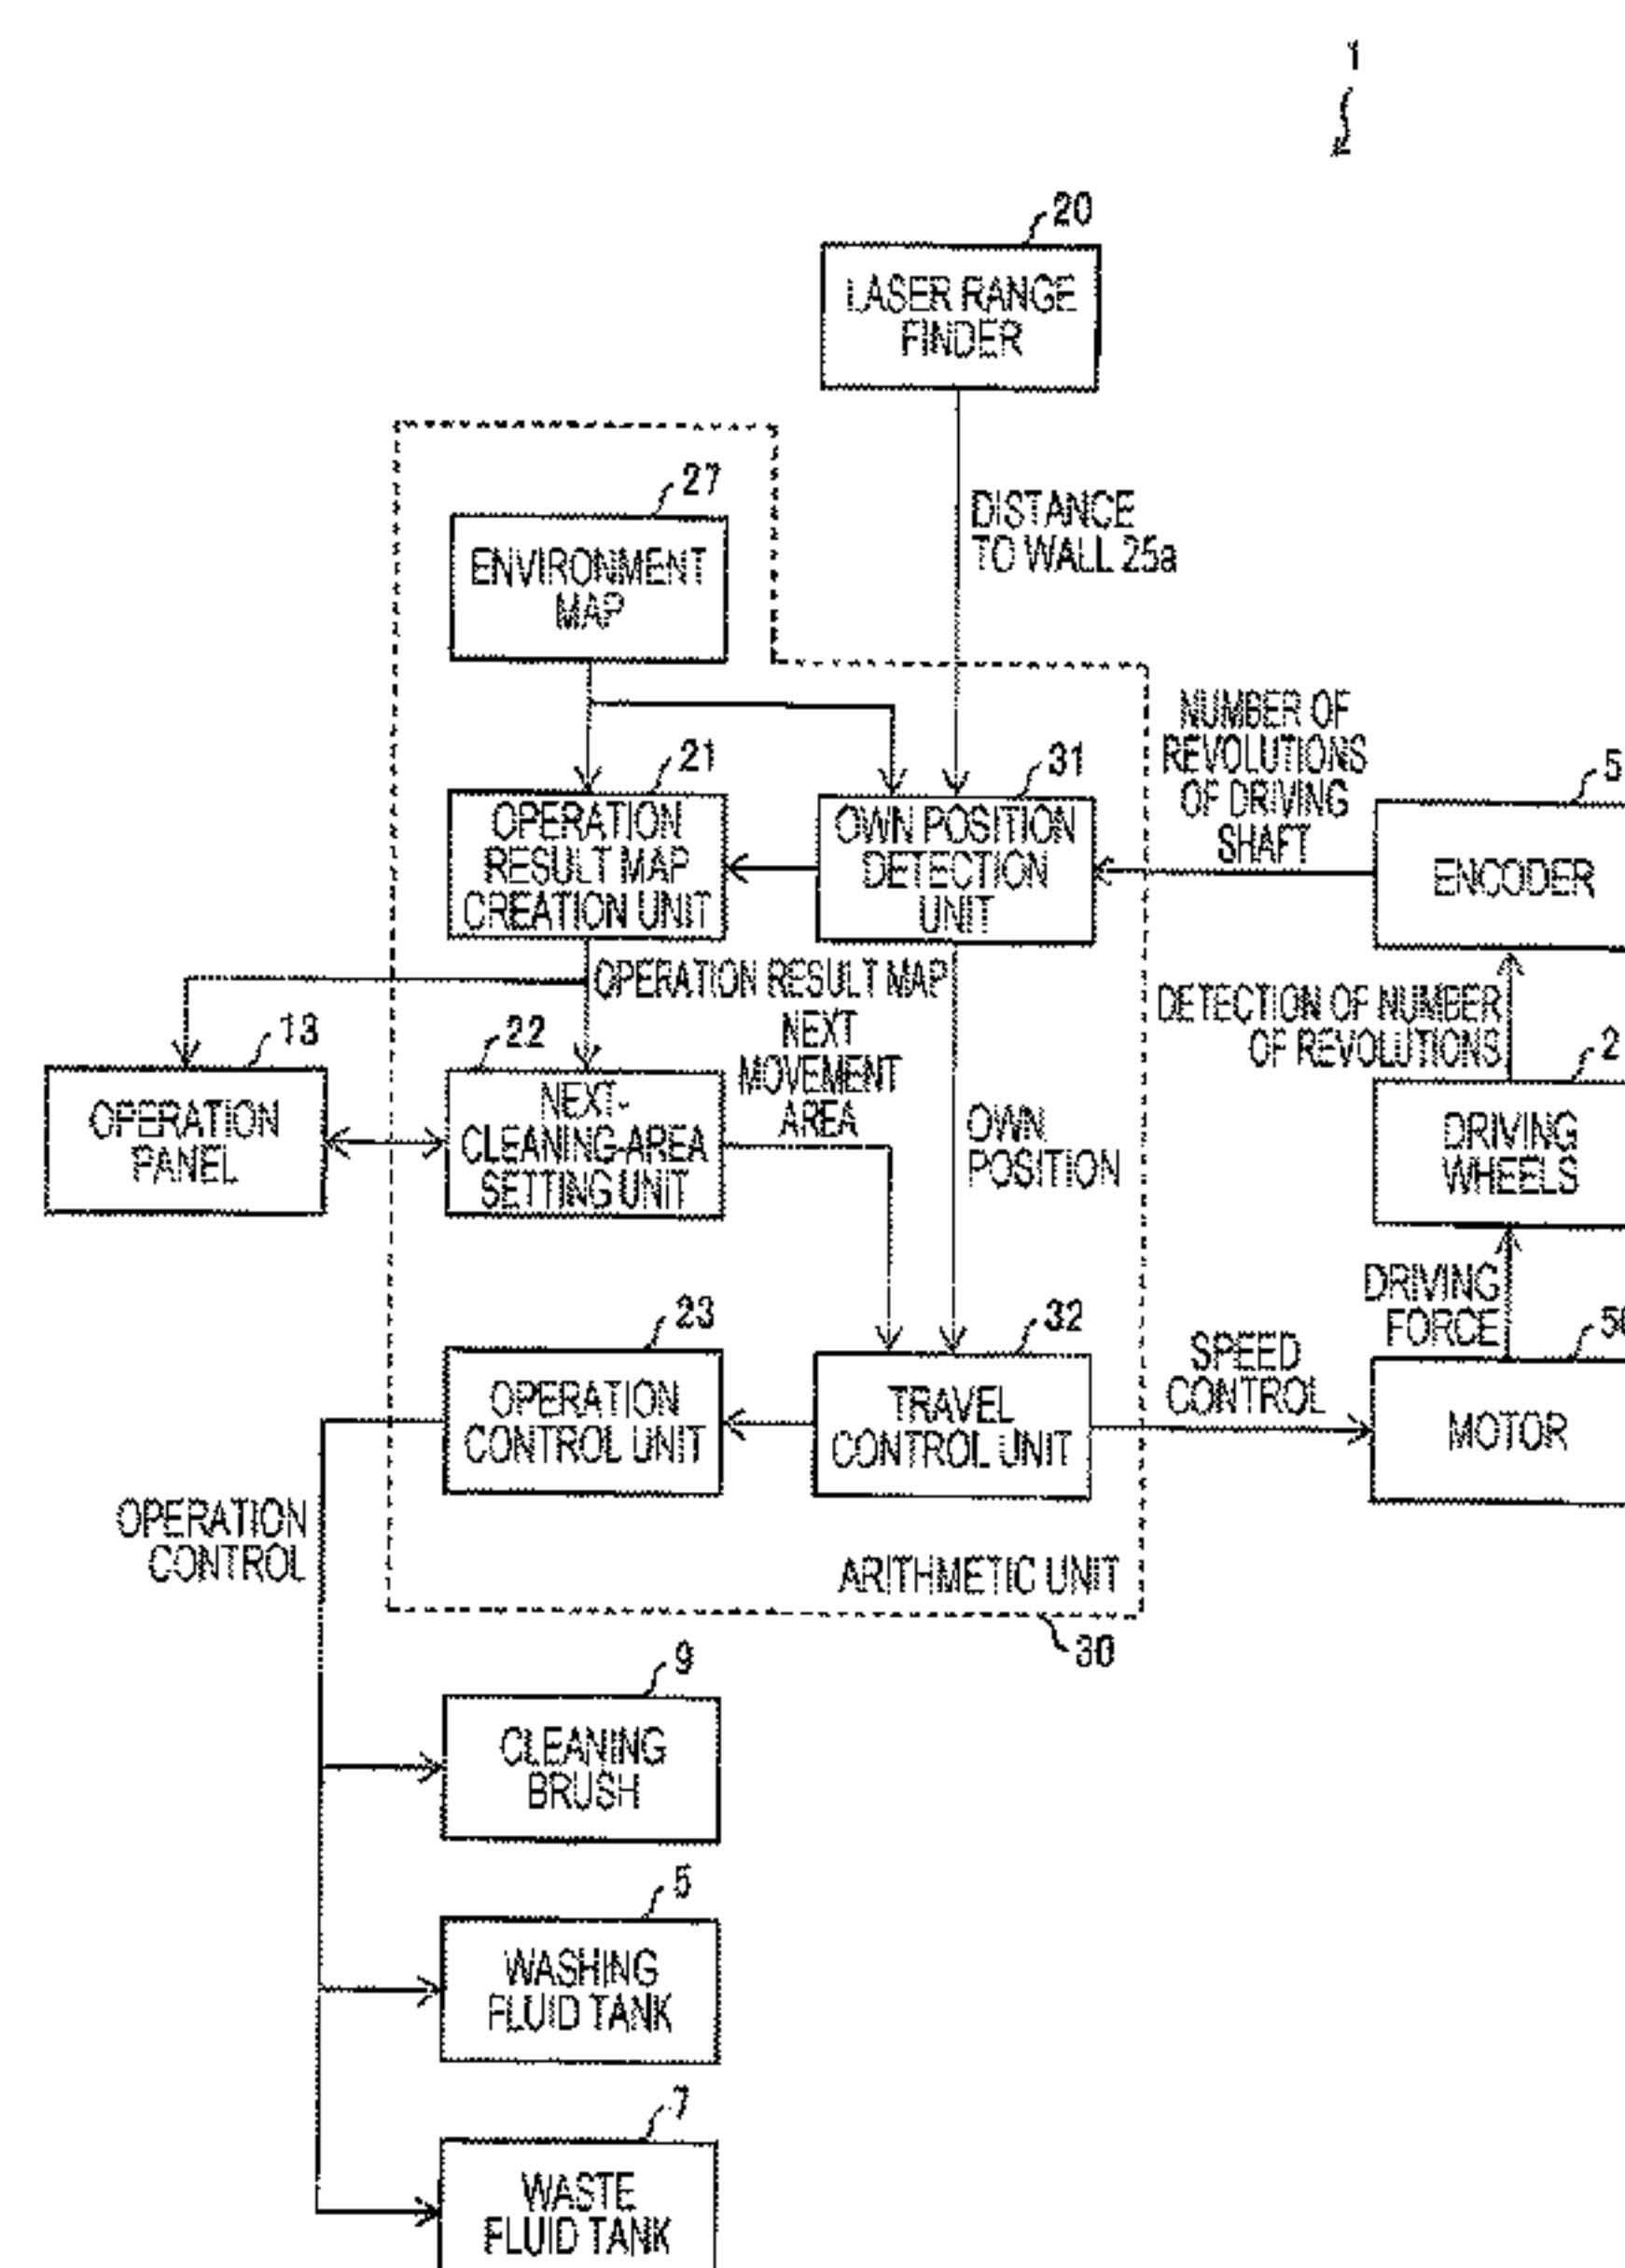 1
20
LASER RANGE
FINDER
27
DISTANCE
TO WALL 25a
ENVIRONMENT
MAP
NUMBER OF
REVOLUTIONS
OF DRIVING
SHAFT
21
31
5
OPERATION
RESULT MAP
CREATION UNIT
OWN POSITION
DETECTION
UNIT
ENCODER
OPERATION RESULT MAP
DETECTION OF NUMBER
OF REVOLUTIONS
13
22
NEXT
MOVEMENT
AREA
2
OPERATION
PANEL
NEXT-
CLEANING-AREA
SETTING UNIT
OWN
POSITION
DRIVING
WHEELS
DRIVING
FORCE
23
32
SPEED
CONTROL
OPERATION
CONTROL UNIT
TRAVEL
CONTROL UNIT
MOTOR
OPERATION
CONTROL
ARITHMETIC UNIT
30
9
CLEANING
BRUSH
5
WASHING
FLUID TANK
7
WASTE
FLUID TANK